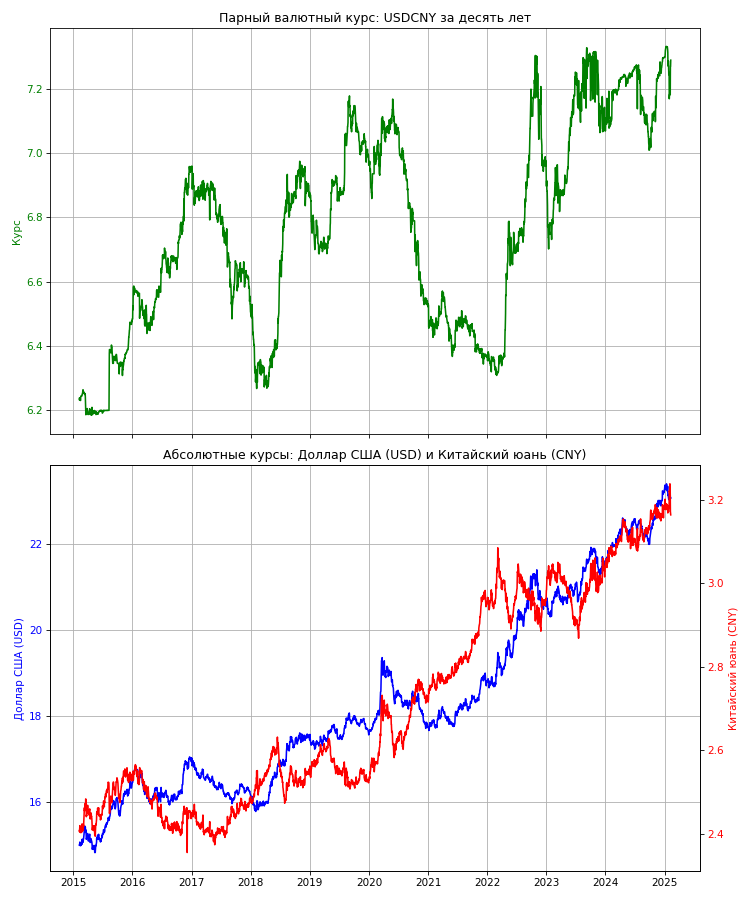 Парный валютный курс: USDCNY за десять лет
7.2
7.0
6.8
6.6
6.4
6.2
Курс
Абсолютные курсы: Доллар США (USD) и Китайский юань (CNY)
22
20
18
16
Доллар США (USD)
3.2
3.0
2.8
2.6
2.4
Китайский юань (CNY)
2015 2016 2017 2018 2019 2020 2021 2022 2023 2024 2025